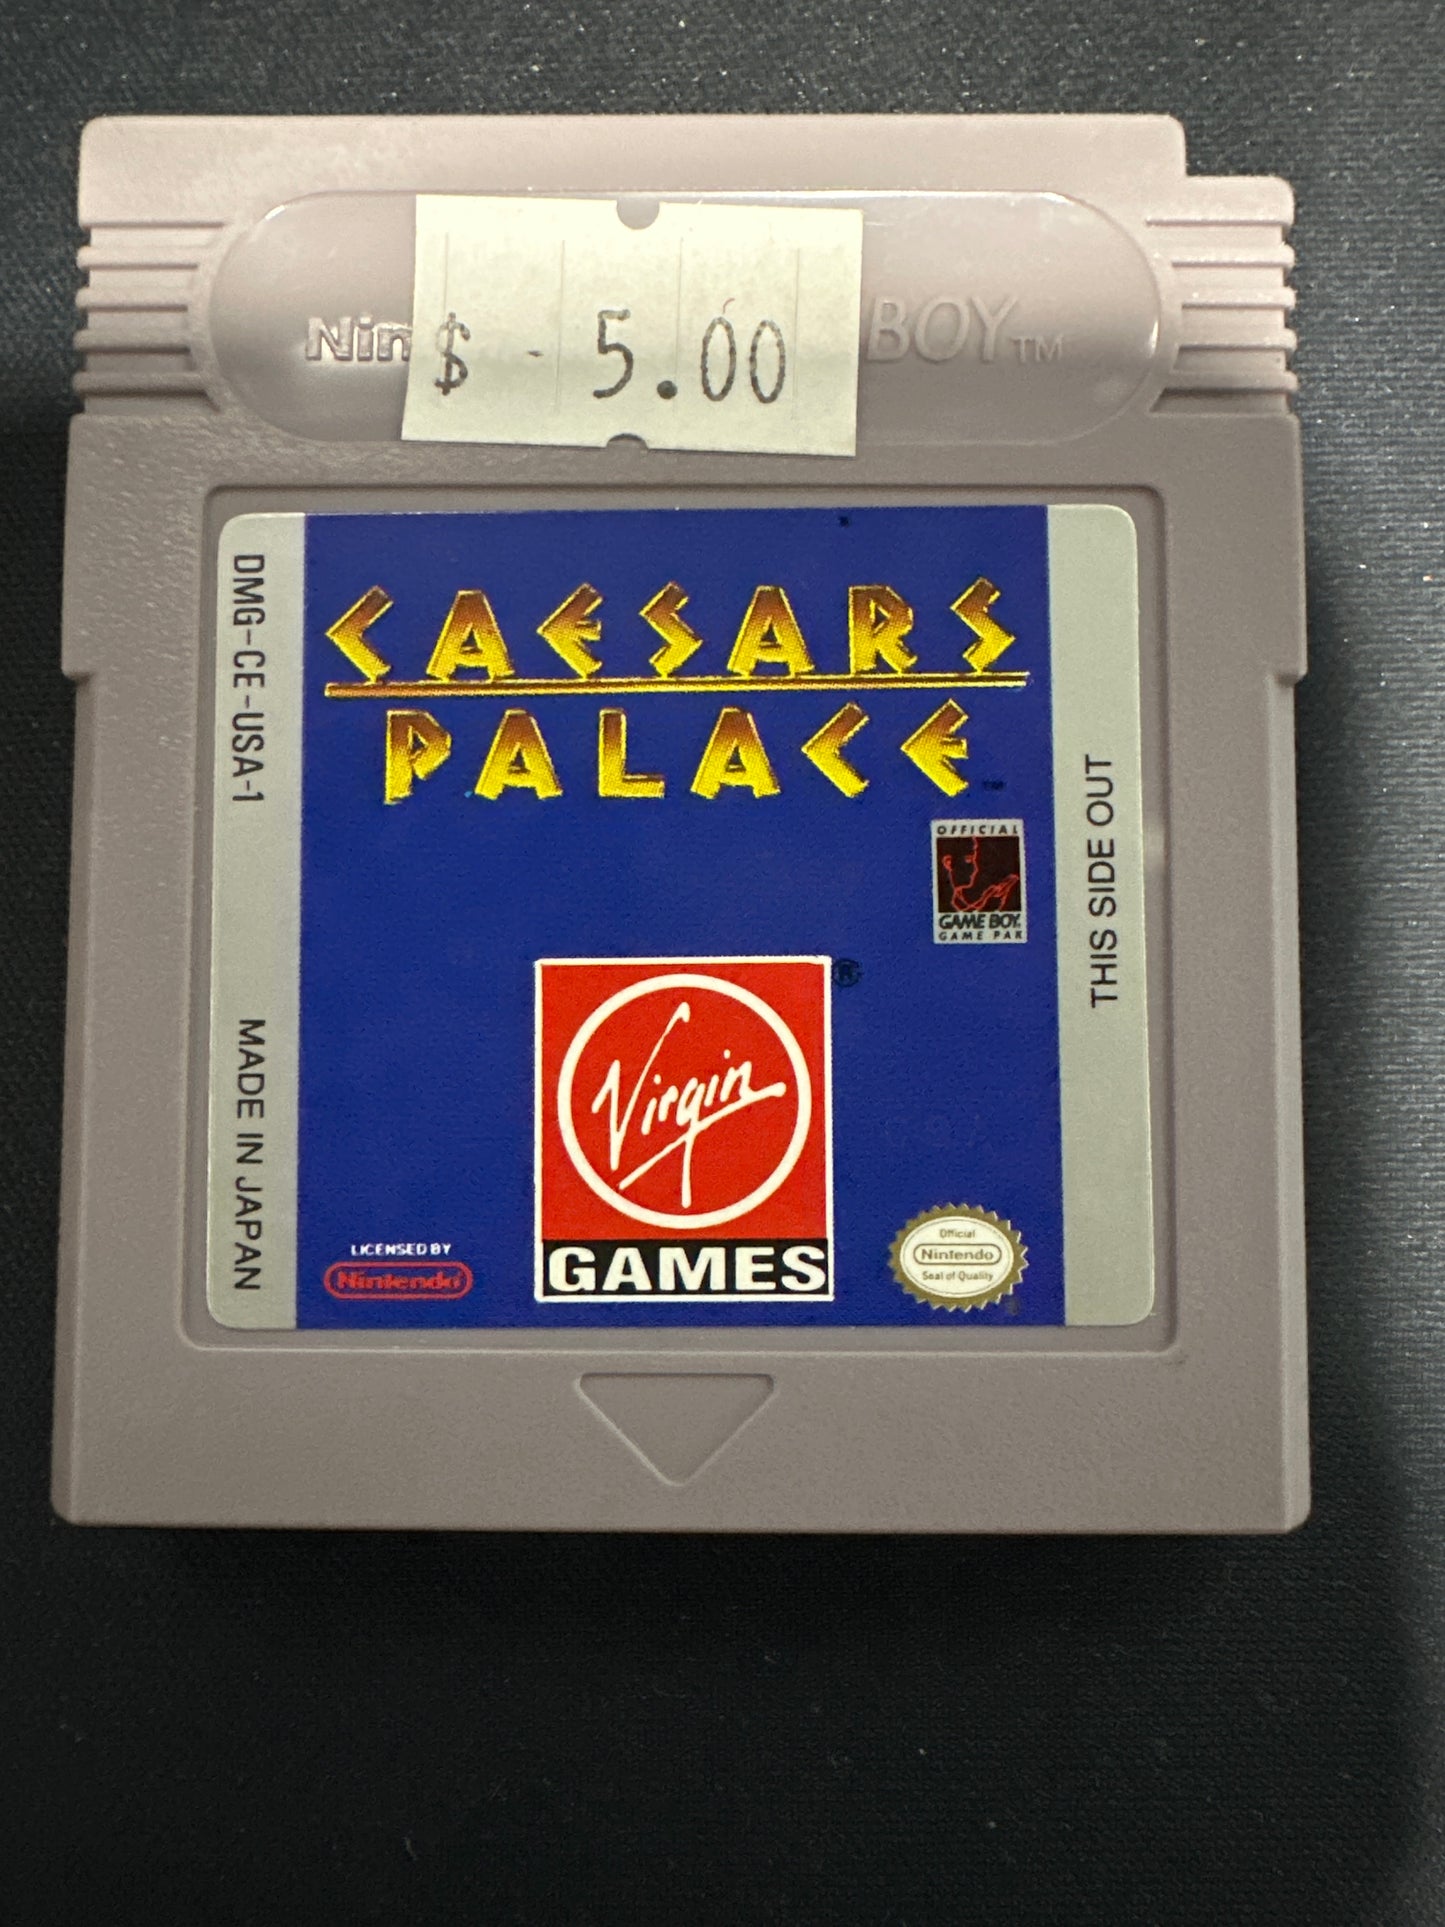 Nin
BOY™
$ - 5.00
DMG-CE-USA-1
MADE IN JAPAN
CAESARS
PALACE™
OFFICIAL
GAME BOY
GAME PAK
THIS SIDE OUT
Virgin®
GAMES
LICENSED BY
Nintendo
Official
Nintendo
Seal of Quality